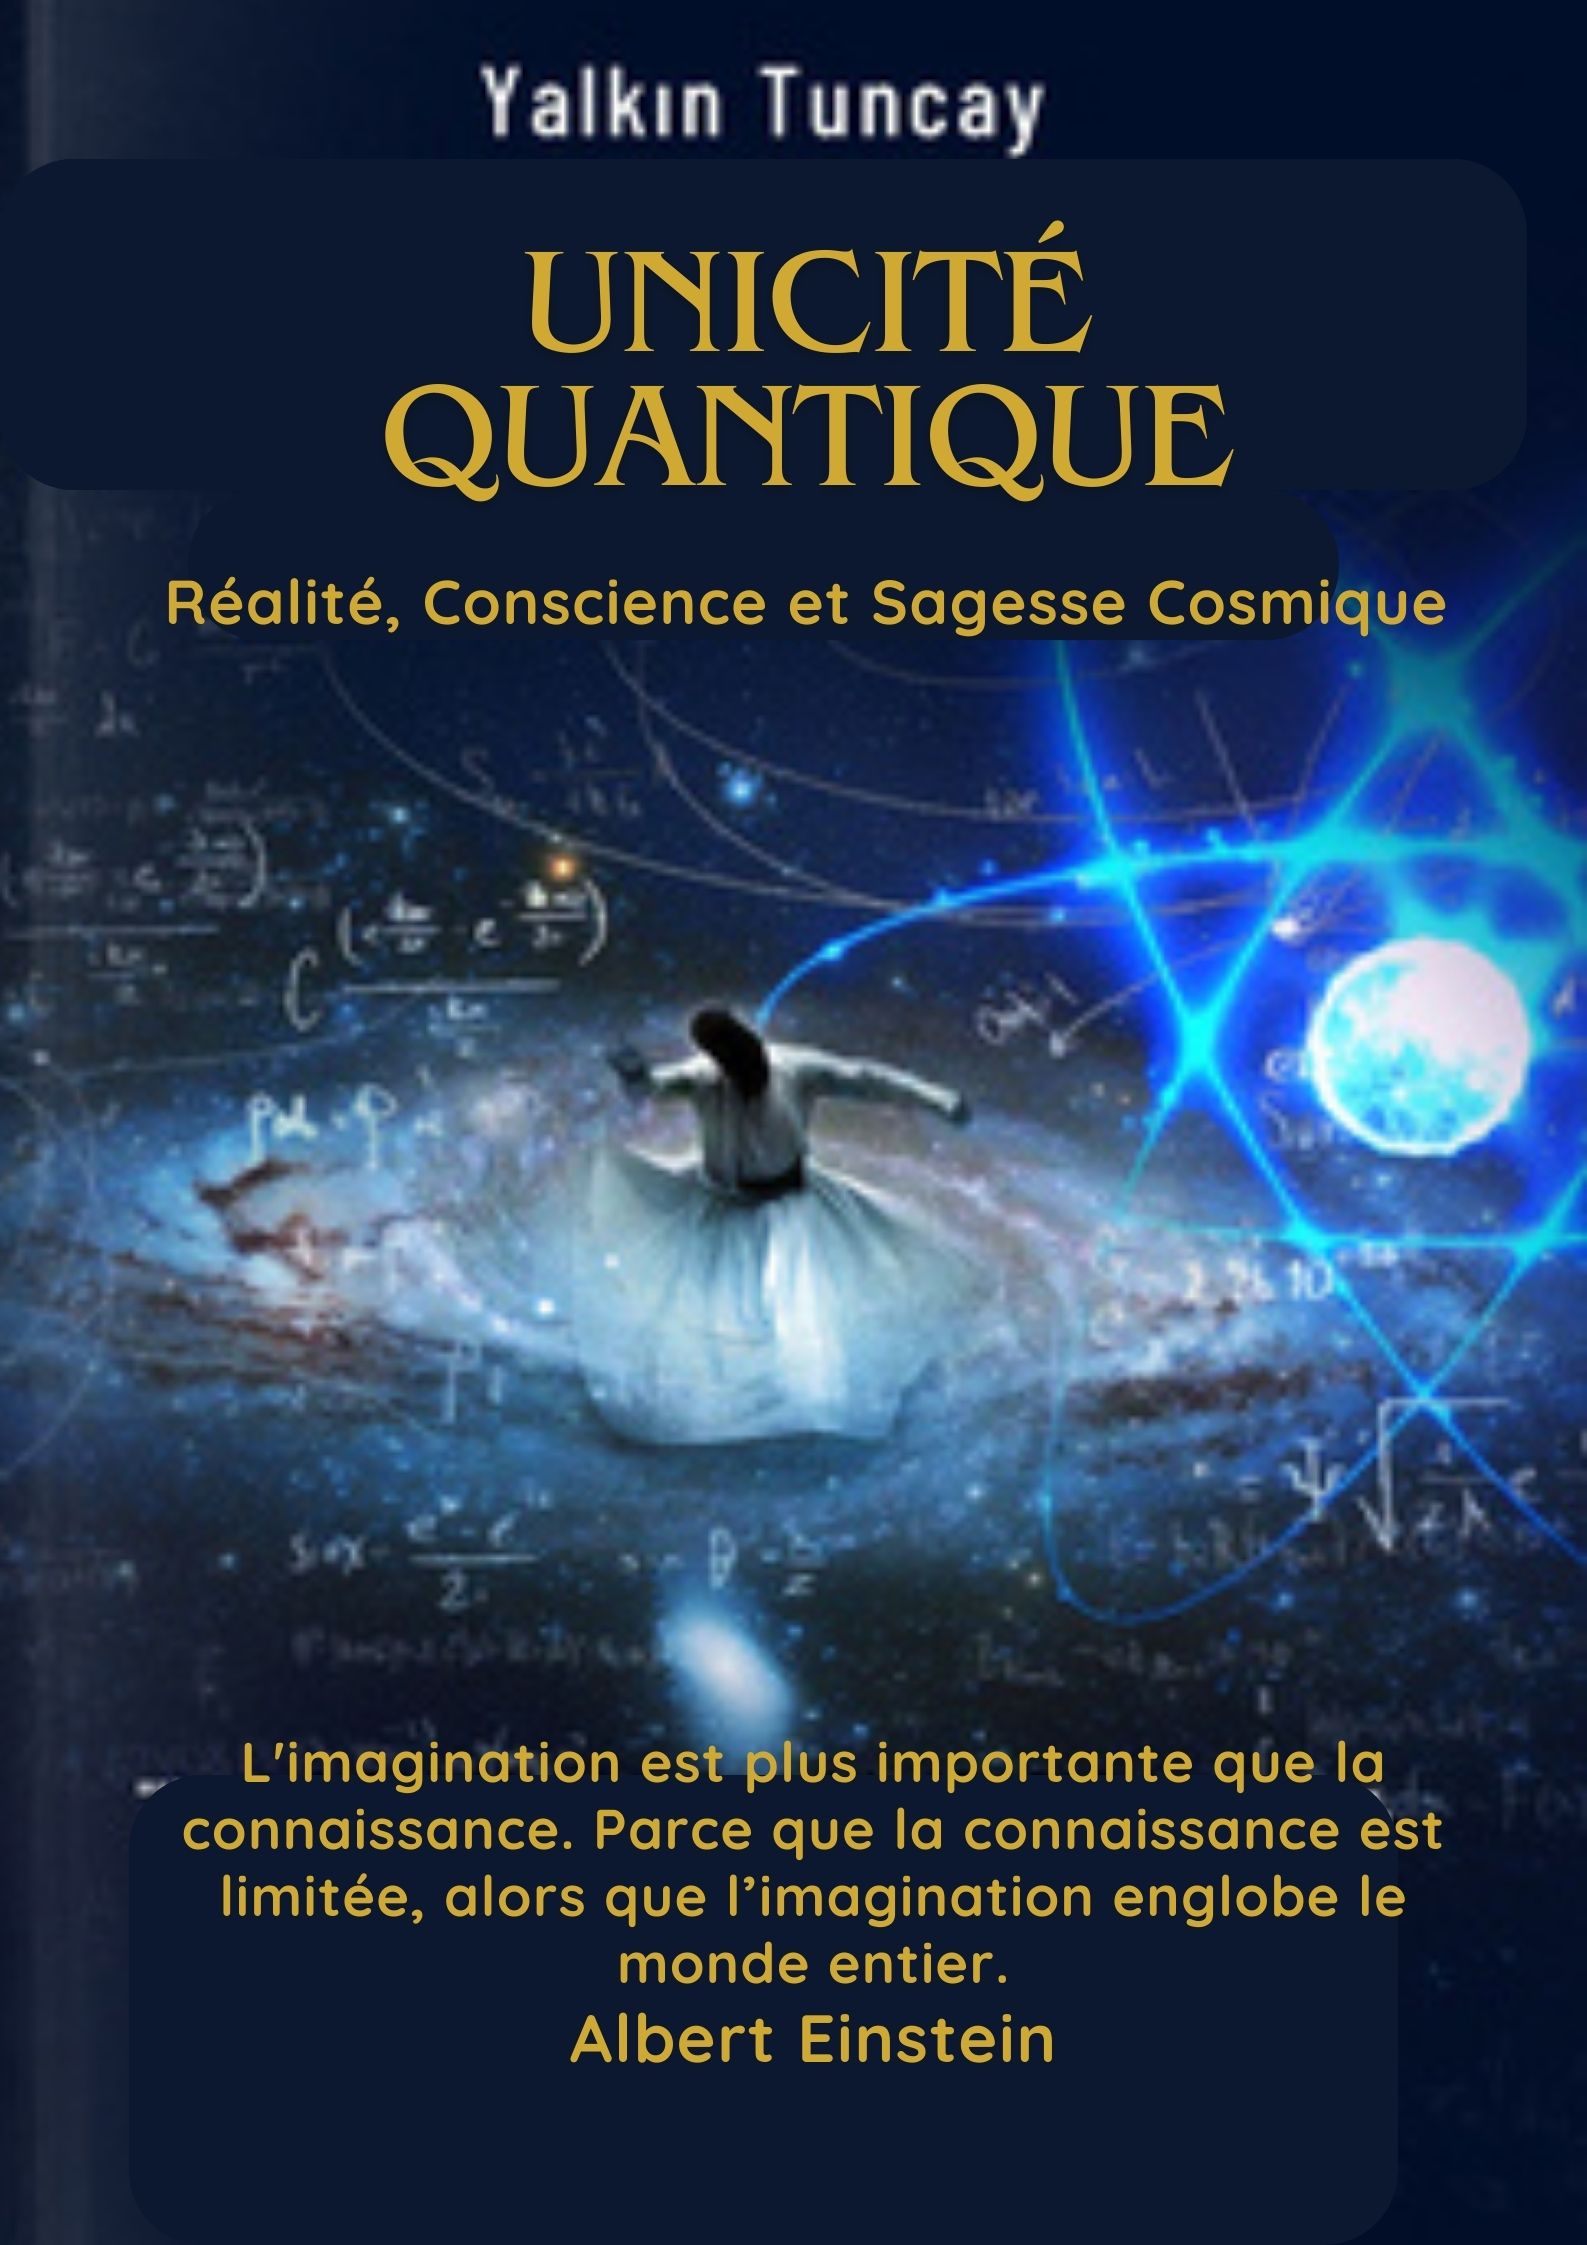 Yalkın Tuncay
UNICITÉ
QUANTIQUE
Réalité, Conscience et Sagesse Cosmique
L'imagination est plus importante que la
connaissance. Parce que la connaissance est
limitée, alors que l’imagination englobe le
monde entier.
Albert Einstein